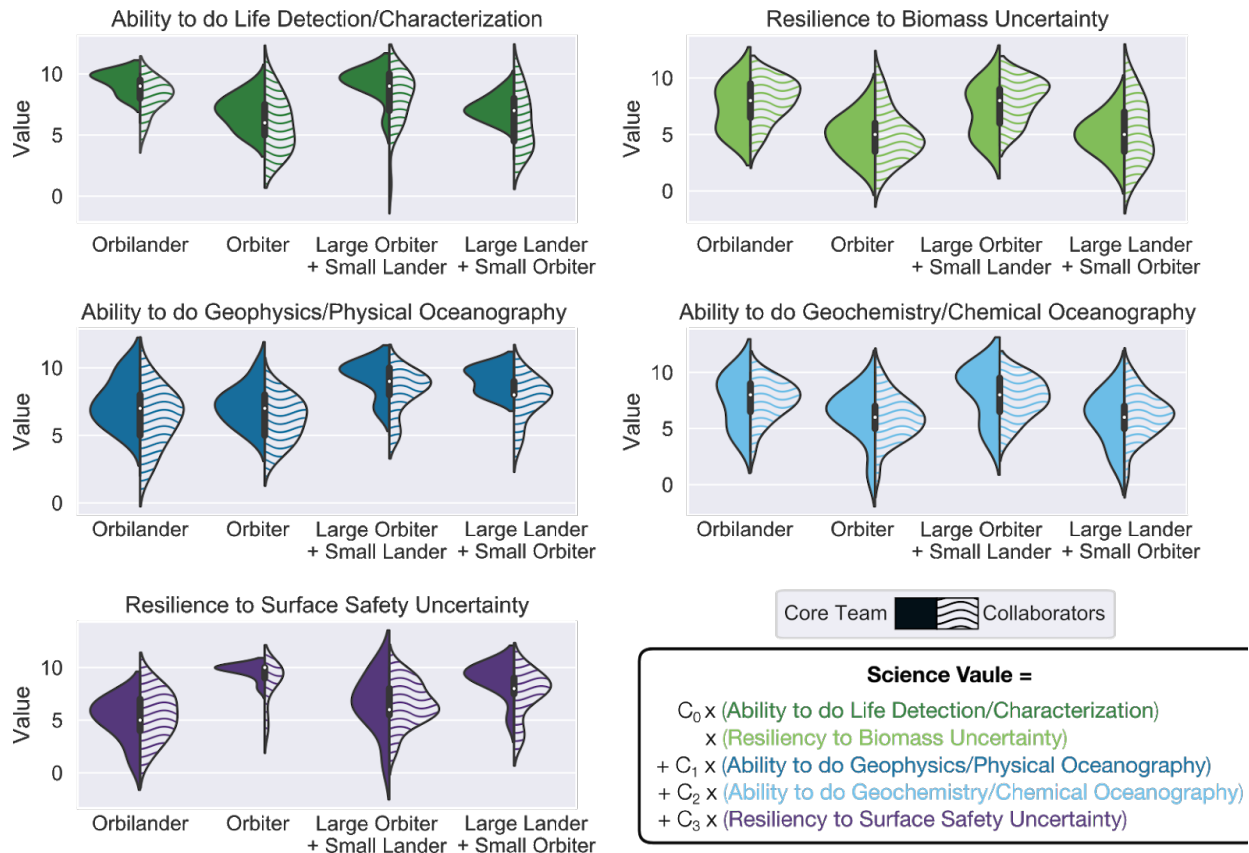 Ability to do Life Detection/Characterization
Value
10
5
0
Orbilander
Orbiter
Large Orbiter
+ Small Lander
Large Lander
+ Small Orbiter
Resilience to Biomass Uncertainty
Value
10
5
0
Orbilander
Orbiter
Large Orbiter
+ Small Lander
Large Lander
+ Small Orbiter
Ability to do Geophysics/Physical Oceanography
Value
10
5
0
Orbilander
Orbiter
Large Orbiter
+ Small Lander
Large Lander
+ Small Orbiter
Ability to do Geochemistry/Chemical Oceanography
Value
10
5
0
Orbilander
Orbiter
Large Orbiter
+ Small Lander
Large Lander
+ Small Orbiter
Resilience to Surface Safety Uncertainty
Value
10
5
0
Orbilander
Orbiter
Large Orbiter
+ Small Lander
Large Lander
+ Small Orbiter
Core Team Collaborators
Science Vaule =
C₀ x (Ability to do Life Detection/Characterization)
x (Resiliency to Biomass Uncertainty)
+ C₁ x (Ability to do Geophysics/Physical Oceanography)
+ C₂ x (Ability to do Geochemistry/Chemical Oceanography)
+ C₃ x (Resiliency to Surface Safety Uncertainty)